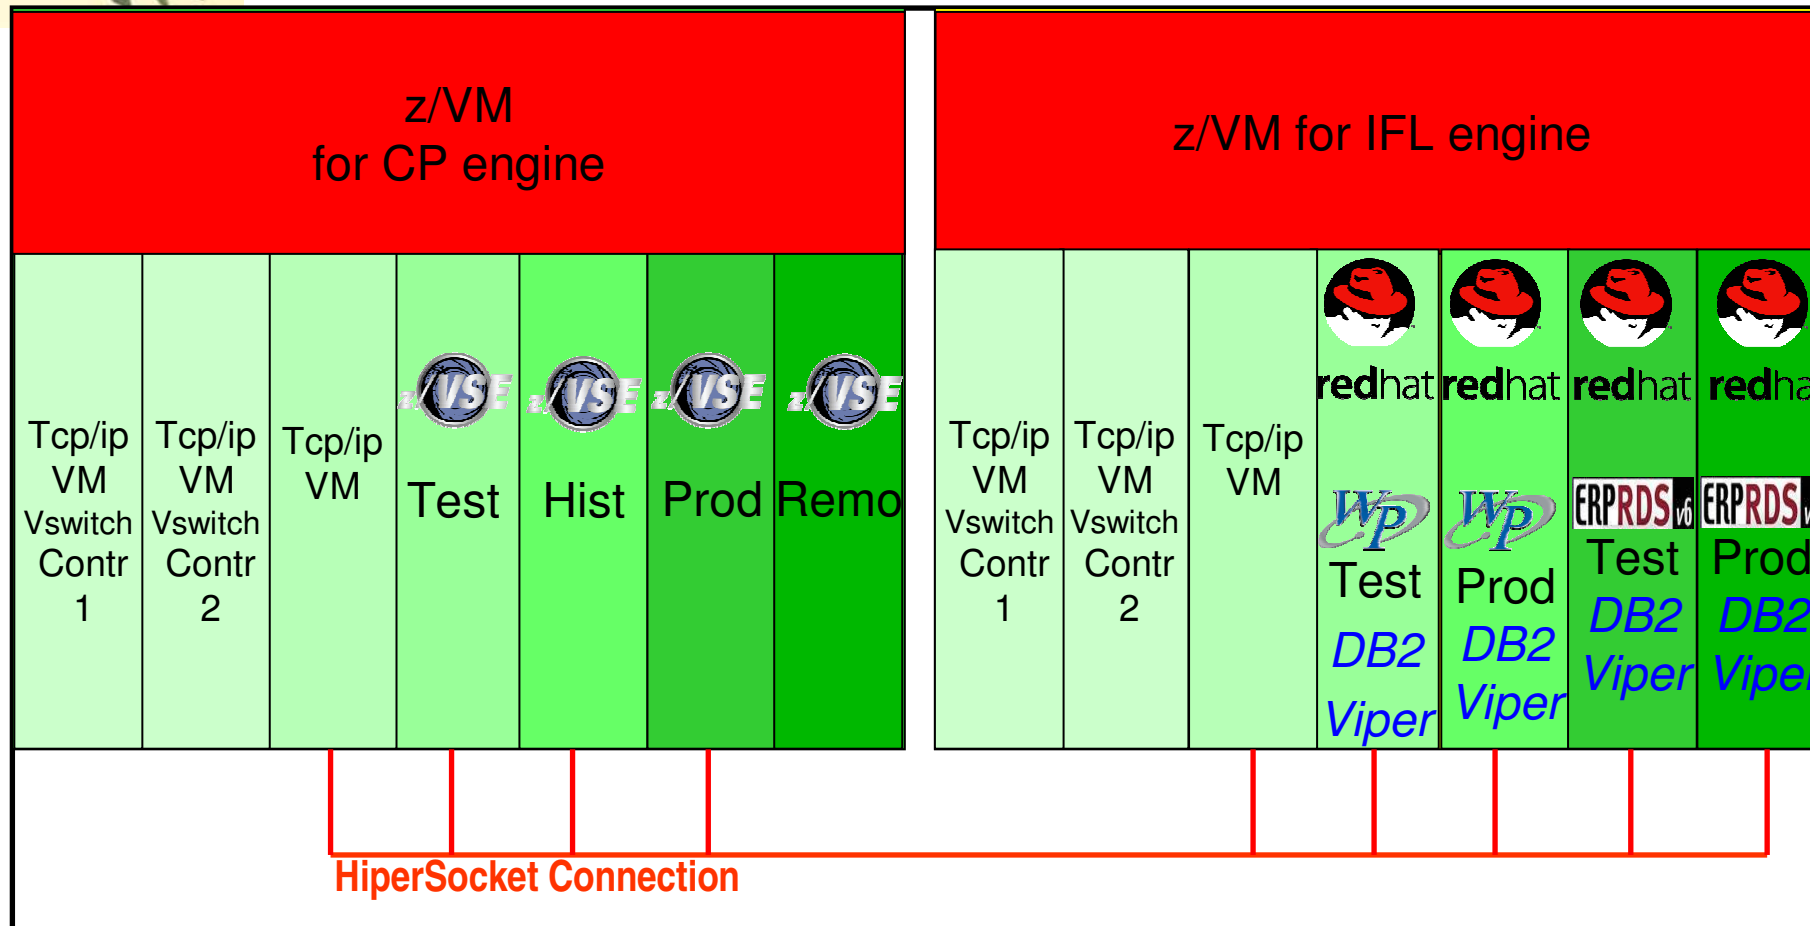 z/VM
for CP engine
z/VM for IFL engine
Tcp/ip
VM
Vswitch
Contr
1
Tcp/ip
VM
Vswitch
Contr
2
Tcp/ip
VM
z/VSE
Test
z/VSE
Hist
z/VSE
Prod
z/VSE
Remo
Tcp/ip
VM
Vswitch
Contr
1
Tcp/ip
VM
Vswitch
Contr
2
Tcp/ip
VM
redhat
WP
Test
DB2
Viper
redhat
WP
Prod
DB2
Viper
redhat
ERPRDS v6
Test
DB2
Viper
redha
ERPRDS v
Prod
DB2
Viper
HiperSocket Connection